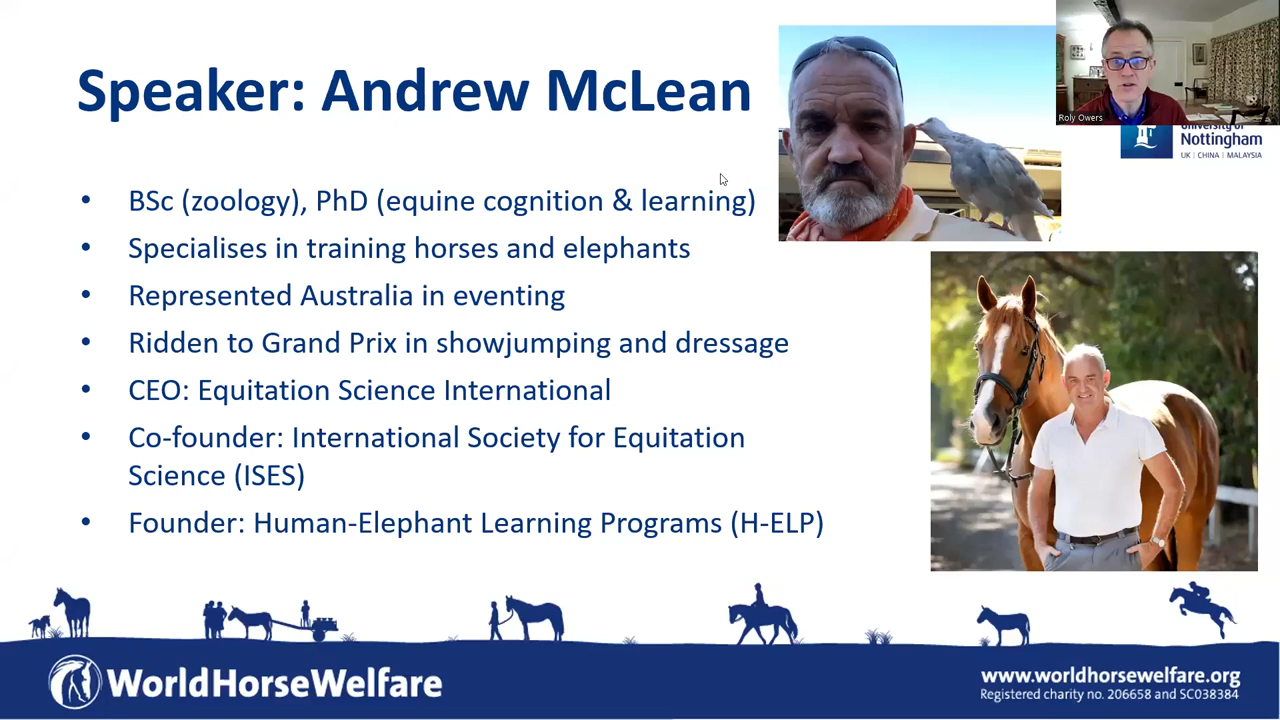 Speaker: Andrew McLean
Roly Owers
University of
Nottingham
UK | CHINA | MALAYSIA
• BSc (zoology), PhD (equine cognition & learning)
• Specialises in training horses and elephants
• Represented Australia in eventing
• Ridden to Grand Prix in showjumping and dressage
• CEO: Equitation Science International
• Co-founder: International Society for Equitation
Science (ISES)
• Founder: Human-Elephant Learning Programs (H-ELP)
WorldHorseWelfare
www.worldhorsewelfare.org
Registered charity no. 206658 and SC038384